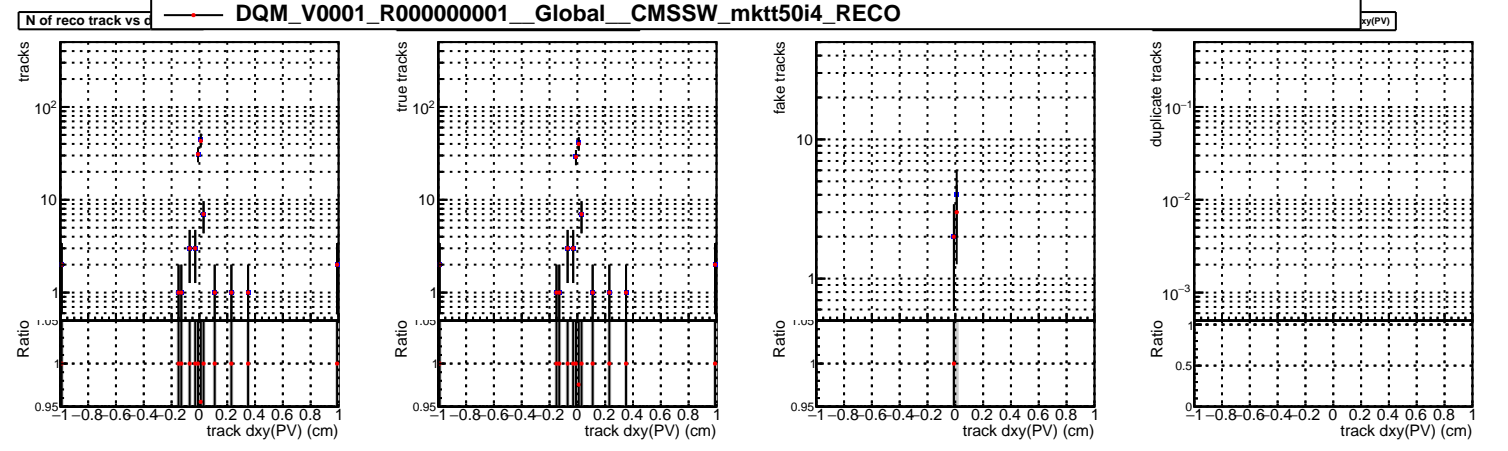 DQM_V0001_R000000001__Global__CMSSW_mktt50i4_RECO
N of reco track vs d
xy(PV)
tracks
10²
10
1
Ratio
1.05
1
0.95
−1 −0.8 −0.6 −0.4 −0.2 0 0.2 0.4 0.6 0.8 1
track dxy(PV) (cm)
true tracks
10²
10
1
Ratio
1.05
1
0.95
−1 −0.8 −0.6 −0.4 −0.2 0 0.2 0.4 0.6 0.8 1
track dxy(PV) (cm)
fake tracks
10
1
Ratio
1.05
1
0.95
−1 −0.8 −0.6 −0.4 −0.2 0 0.2 0.4 0.6 0.8 1
track dxy(PV) (cm)
duplicate tracks
10⁻¹
10⁻²
10⁻³
Ratio
1
0.5
0
−1 −0.8 −0.6 −0.4 −0.2 0 0.2 0.4 0.6 0.8 1
track dxy(PV) (cm)